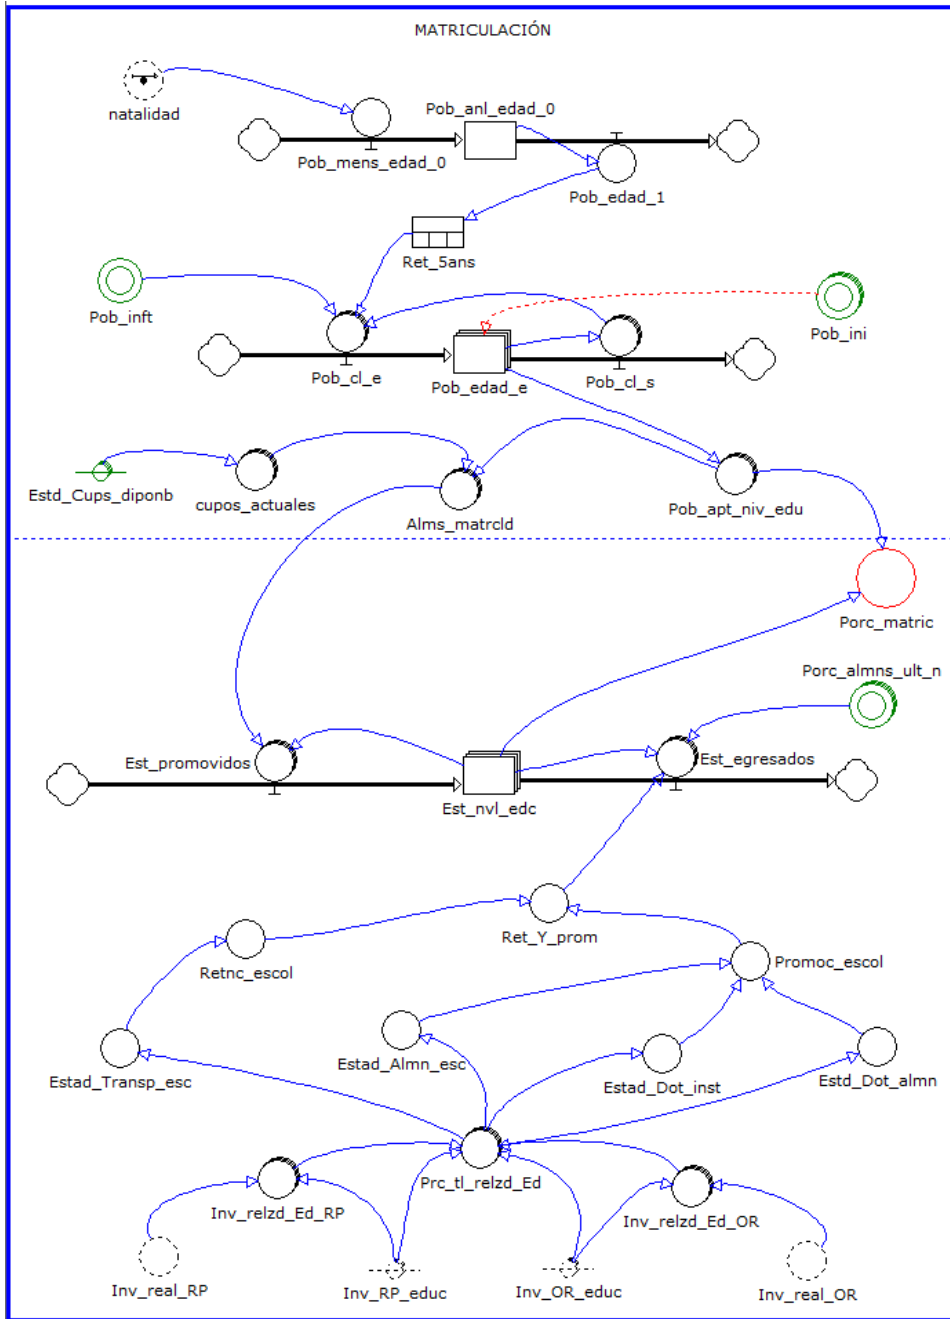 MATRICULACIÓN
natalidad
Pob_anl_edad_0
Pob_mens_edad_0
Pob_edad_1
Ret_5ans
Pob_inft
Pob_ini
Pob_cl_e
Pob_edad_e
Pob_cl_s
Estd_Cups_diponb
cupos_actuales
Alms_matrcld
Pob_apt_niv_edu
Porc_matric
Porc_almns_ult_n
Est_promovidos
Est_egresados
Est_nvl_edc
Ret_Y_prom
Retnc_escol
Promoc_escol
Estad_Transp_esc
Estad_Almn_esc
Estad_Dot_inst
Estd_Dot_almn
Prc_tl_relzd_Ed
Inv_relzd_Ed_RP
Inv_relzd_Ed_OR
Inv_real_RP
Inv_RP_educ
Inv_OR_educ
Inv_real_OR